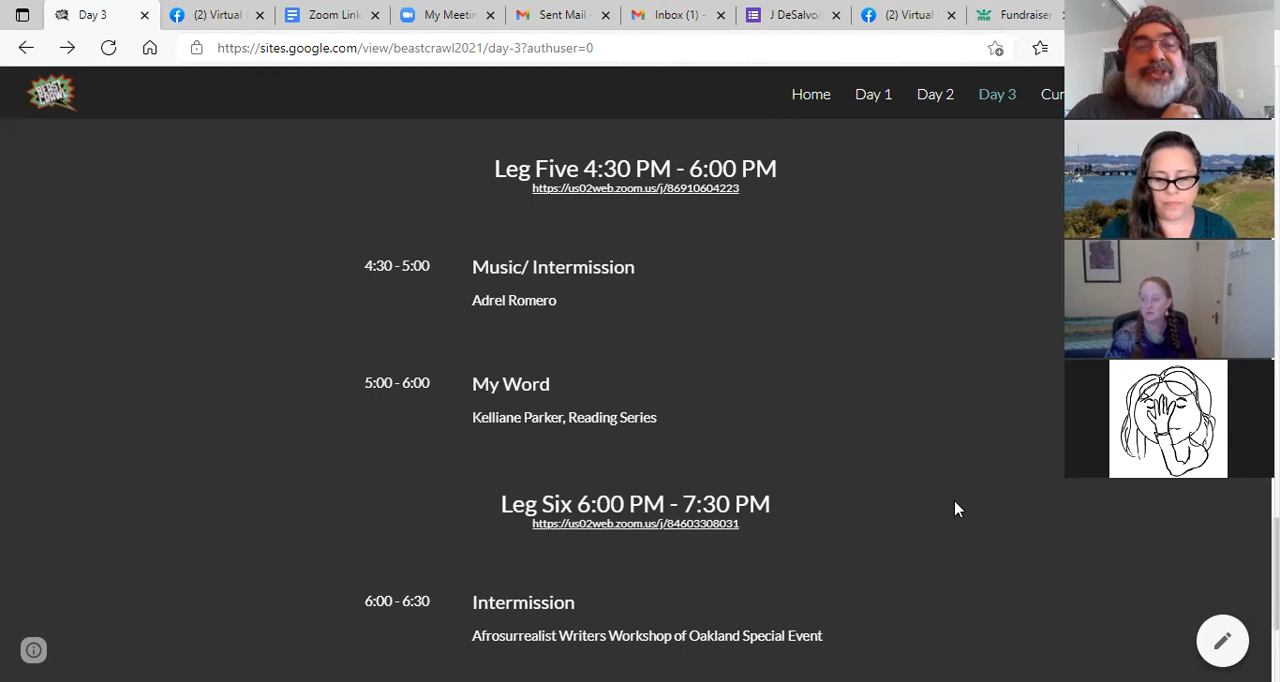 Day 3
(2) Virtual
Zoom Link
My Meetin
Sent Mail -
Inbox (1) -
J DeSalvo/
(2) Virtual
Fundraiser
https://sites.google.com/view/beastcrawl2021/day-3?authuser=0
BEAST CRAWL
Home
Day 1
Day 2
Day 3
Cur
Leg Five 4:30 PM - 6:00 PM
https://us02web.zoom.us/j/86910604223
4:30 - 5:00
Music/ Intermission
Adrel Romero
5:00 - 6:00
My Word
Kelliane Parker, Reading Series
Leg Six 6:00 PM - 7:30 PM
https://us02web.zoom.us/j/84603308031
6:00 - 6:30
Intermission
Afrosurrealist Writers Workshop of Oakland Special Event